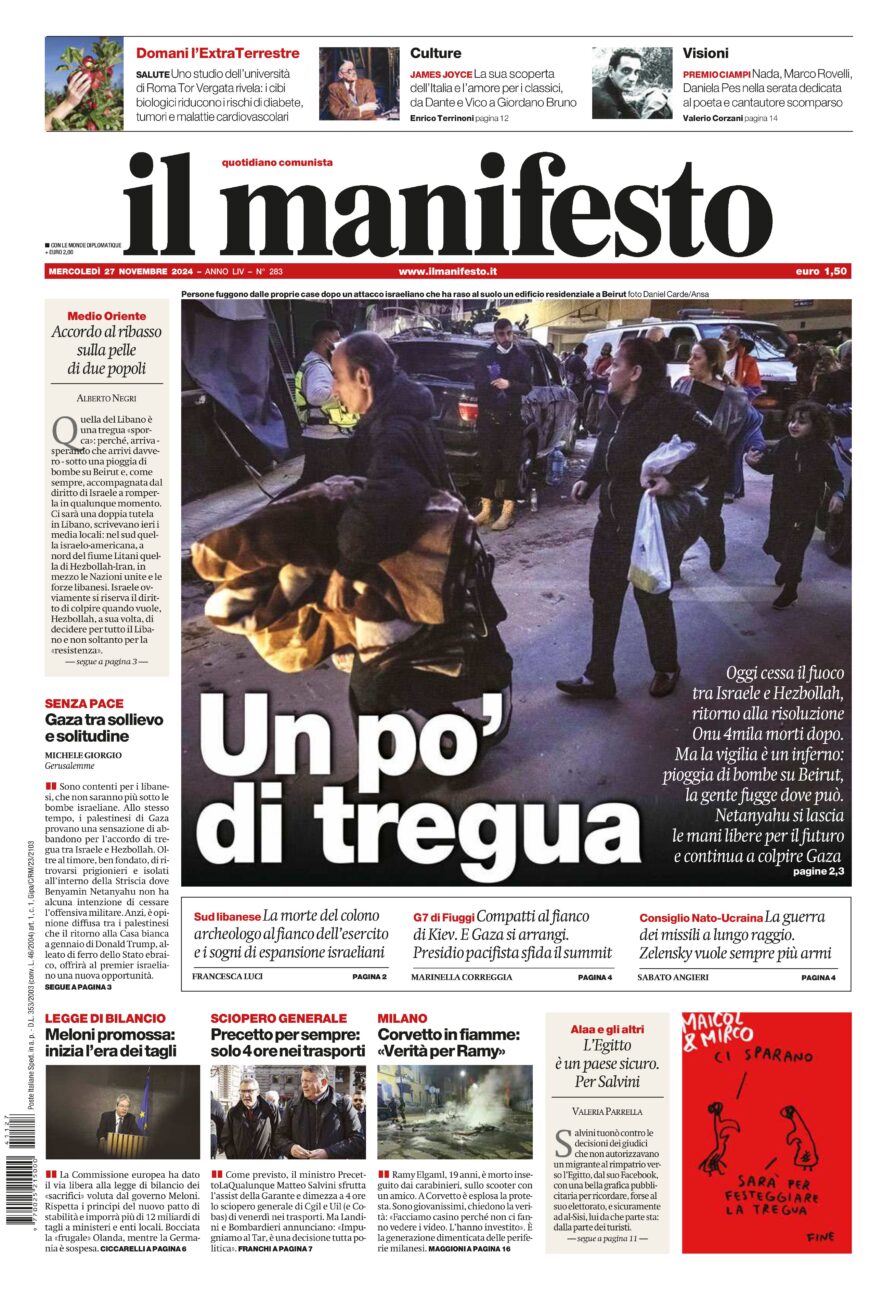 Domani l'ExtraTerrestre
SALUTE Uno studio dell'università
di Roma Tor Vergata rivela: i cibi
biologici riducono i rischi di diabete,
tumori e malattie cardiovascolari
Culture
JAMES JOYCE La sua scoperta
dell'Italia e l'amore per i classici,
da Dante e Vico a Giordano Bruno
Enrico Terrinoni pagina 12
Visioni
PREMIO CIAMPI Nada, Marco Rovelli,
Daniela Pes nella serata dedicata
al poeta e cantautore scomparso
Valerio Corzani pagina 14
quotidiano comunista
il manifesto
■ CON LE MONDE DIPLOMATIQUE
+ EURO 2,00
MERCOLEDÌ 27 NOVEMBRE 2024 – ANNO LIV – N° 283
www.ilmanifesto.it
euro 1,50
Persone fuggono dalle proprie case dopo un attacco israeliano che ha raso al suolo un edificio residenziale a Beirut foto Daniel Carde/Ansa
Medio Oriente
Accordo al ribasso
sulla pelle
di due popoli
ALBERTO NEGRI
Quella del Libano è
una tregua «spor-
ca»: perché, arriva -
sperando che arrivi davve-
ro - sotto una pioggia di
bombe su Beirut e, come
sempre, accompagnata dal
diritto di Israele a romper-
la in qualunque momento.
Ci sarà una doppia tutela
in Libano, scrivevano ieri i
media locali: nel sud quel-
la israelo-americana, a
nord del fiume Litani quel-
la di Hezbollah-Iran, in
mezzo le Nazioni unite e le
forze libanesi. Israele ov-
viamente si riserva il dirit-
to di colpire quando vuole,
Hezbollah, a sua volta, di
decidere per tutto il Liba-
no e non soltanto per la
«resistenza».
— segue a pagina 3 —
SENZA PACE
Gaza tra sollievo
e solitudine
MICHELE GIORGIO
Gerusalemme
Sono contenti per i libane-
si, che non saranno più sotto le
bombe israeliane. Allo stesso
tempo, i palestinesi di Gaza
provano una sensazione di ab-
bandono per l'accordo di tre-
gua tra Israele e Hezbollah. Ol-
tre al timore, ben fondato, di ri-
trovarsi prigionieri e isolati
all'interno della Striscia dove
Benyamin Netanyahu non ha
alcuna intenzione di cessare
l'offensiva militare. Anzi, è opi-
nione diffusa tra i palestinesi
che il ritorno alla Casa bianca
a gennaio di Donald Trump, al-
leato di ferro dello Stato ebrai-
co, offrirà al premier israelia-
no una nuova opportunità.
SEGUE A PAGINA 3
Un po'
di tregua
Oggi cessa il fuoco
tra Israele e Hezbollah,
ritorno alla risoluzione
Onu 4mila morti dopo.
Ma la vigilia è un inferno:
pioggia di bombe su Beirut,
la gente fugge dove può.
Netanyahu si lascia
le mani libere per il futuro
e continua a colpire Gaza
pagine 2,3
Sud libanese La morte del colono
archeologo al fianco dell'esercito
e i sogni di espansione israeliani
FRANCESCA LUCI PAGINA 2
G7 di Fiuggi Compatti al fianco
di Kiev. E Gaza si arrangi.
Presidio pacifista sfida il summit
MARINELLA CORREGGIA PAGINA 4
Consiglio Nato-Ucraina La guerra
dei missili a lungo raggio.
Zelensky vuole sempre più armi
SABATO ANGIERI PAGINA 4
LEGGE DI BILANCIO
Meloni promossa:
inizia l'era dei tagli
La Commissione europea ha dato
il via libera alla legge di bilancio dei
«sacrifici» voluta dal governo Meloni.
Rispetta i principi del nuovo patto di
stabilità e imporrà più di 12 miliardi di
tagli a ministeri e enti locali. Bocciata
la «frugale» Olanda, mentre la Germa-
nia è sospesa. CICCARELLI A PAGINA 6
SCIOPERO GENERALE
Precetto per sempre:
solo 4 ore nei trasporti
Come previsto, il ministro Precet-
toLaQualunque Matteo Salvini sfrutta
l'assist della Garante e dimezza a 4 ore
lo sciopero generale di Cgil e Uil (e Co-
bas) di venerdì nei trasporti. Ma Landi-
ni e Bombardieri annunciano: «Impu-
gniamo al Tar, è una decisione tutta po-
litica». FRANCHI A PAGINA 7
MILANO
Corvetto in fiamme:
«Verità per Ramy»
Ramy Elgaml, 19 anni, è morto inse-
guito dai carabinieri, sullo scooter con
un amico. A Corvetto è esplosa la prote-
sta. Sono giovanissimi, chiedono la veri-
tà: «Facciamo casino perché non ci fan-
no vedere i video. L'hanno investito». È
la generazione dimenticata delle perife-
rie milanesi. MAGGIONI A PAGINA 16
Alaa e gli altri
L'Egitto
è un paese sicuro.
Per Salvini
VALERIA PARRELLA
Salvini tuonò contro le
decisioni dei giudici
che non autorizzavano
un migrante al rimpatrio ver-
so l'Egitto, dal suo Facebook,
con una bella grafica pubbli-
citaria per ricordare, forse al
suo elettorato, e sicuramente
ad al-Sisi, lui da che parte sta:
dalla parte dei turisti.
— segue a pagina 11 —
MAICOL
& MIRCO
CI SPARANO
SARÀ PER
FESTEGGIARE
LA TREGUA
FINE
Poste Italiane Sped. in a. p. - D.L. 353/2003 (conv. L. 46/2004) art. 1, c. 1, Gipa/C/RM/23/2103
41127
9 770025 215000